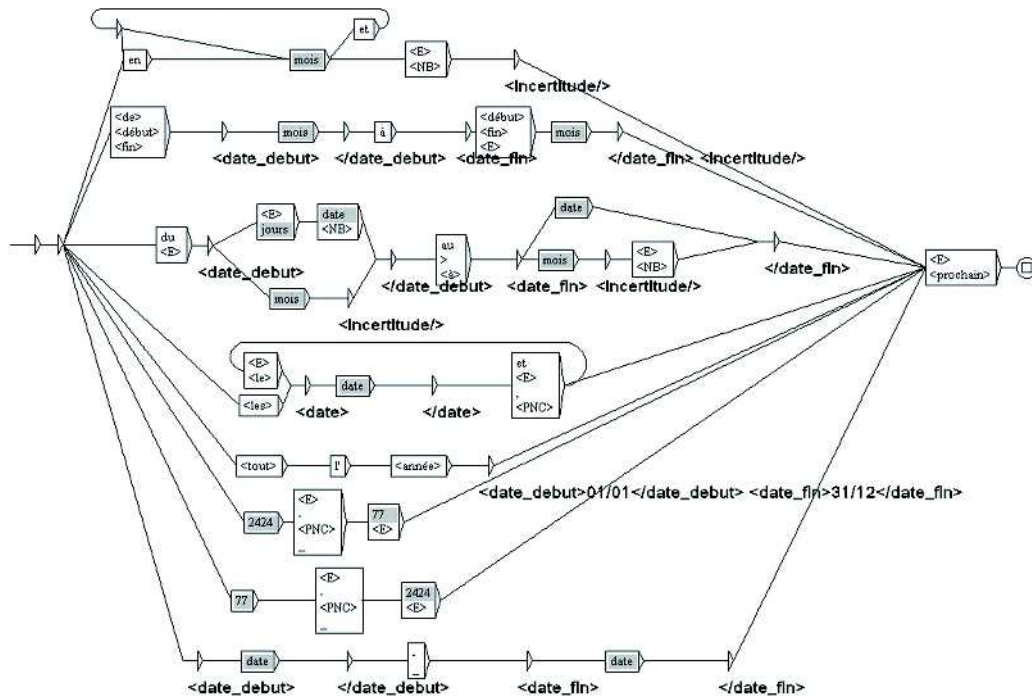 et
en
mois
<E>
<NB>
<incertitude/>
<de>
<début>
<fin>
<date_debut>
mois
</date_debut>
à
<date_fin>
<début>
<fin>
<E>
mois
</date_fin>
<incertitude/>
du
<E>
<date_debut>
<E>
jours
date
<NB>
mois
<incertitude/>
</date_debut>
au
>
<à>
<date_fin>
date
mois
<incertitude/>
<E>
<NB>
</date_fin>
<E>
<prochain>
<E>
<le>
<les>
<date>
date
</date>
et
<E>
,
<PNC>
<tout>
l'
<année>
<date_debut>01/01</date_debut> <date_fin>31/12</date_fin>
2424
<E>
.
<PNC>
_
77
<E>
77
<E>
.
<PNC>
_
2424
<E>
<date_debut>
date
</date_debut>
-
_
<date_fin>
date
</date_fin>